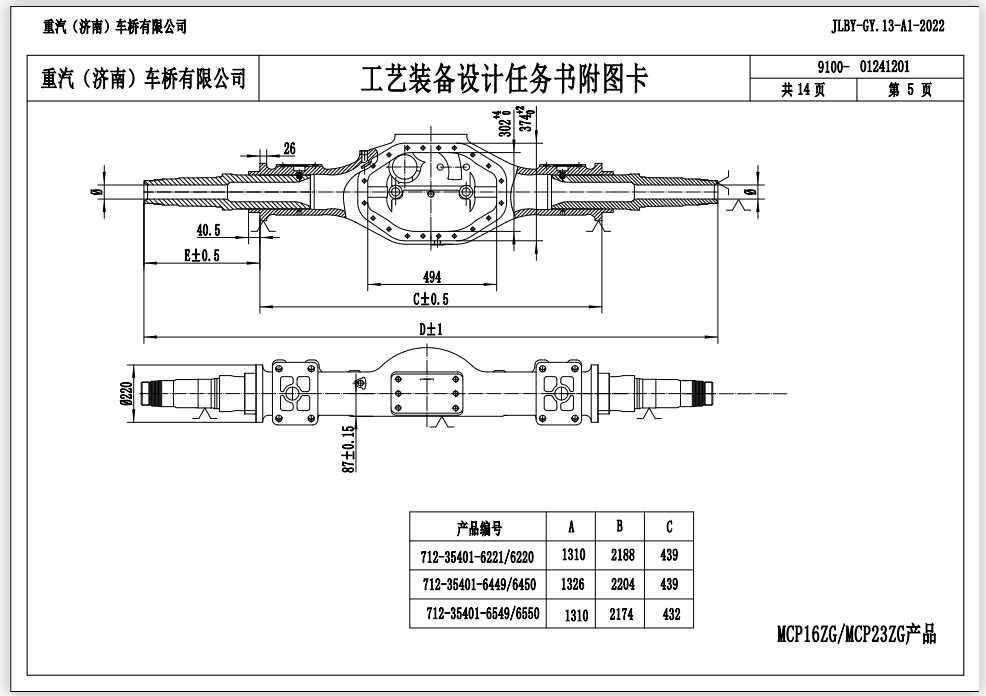 重汽（济南）车桥有限公司 JLBY-GY.13-A1-2022
重汽（济南）车桥有限公司 工艺装备设计任务书附图卡 9100- 01241201
共 14 页 第 5 页
302 +4 0
374 +2 0
26
Ø
Ø
40.5
E±0.5
494
C±0.5
D±1
Ø220
87±0.15
产品编号 A B C
712-35401-6221/6220 1310 2188 439
712-35401-6449/6450 1326 2204 439
712-35401-6549/6550 1310 2174 432
MCP16ZG/MCP23ZG产品